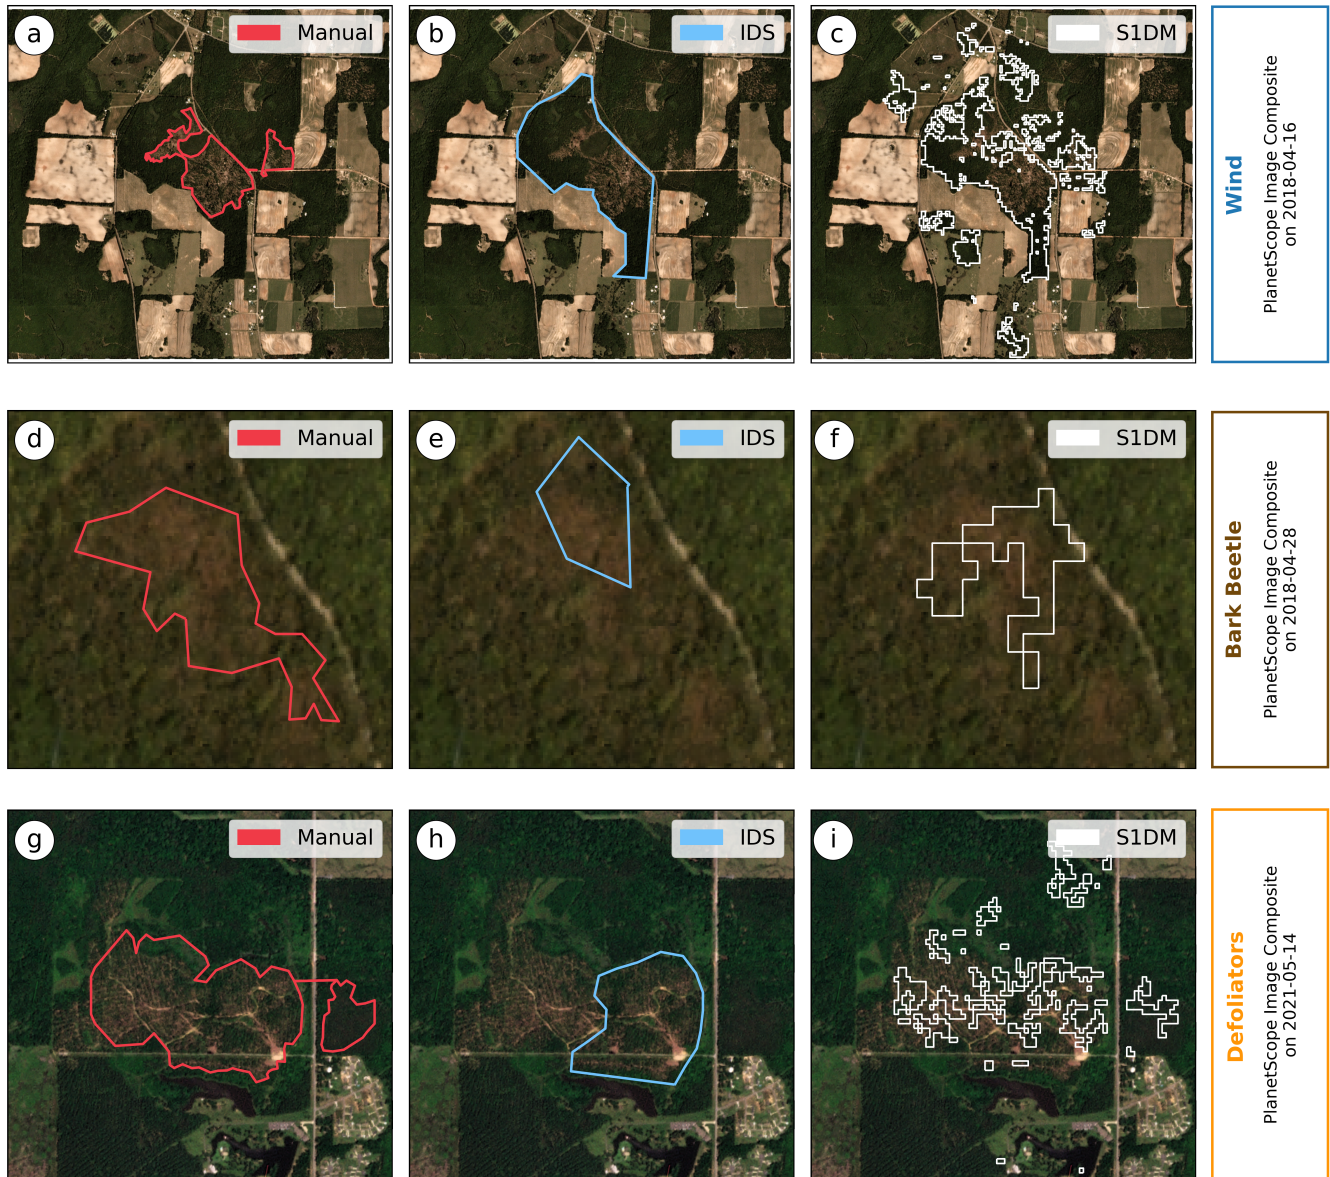 a
Manual
b
IDS
c
S1DM
Wind
PlanetScope Image Composite
on 2018-04-16
d
Manual
e
IDS
f
S1DM
Bark Beetle
PlanetScope Image Composite
on 2018-04-28
g
Manual
h
IDS
i
S1DM
Defoliators
PlanetScope Image Composite
on 2021-05-14